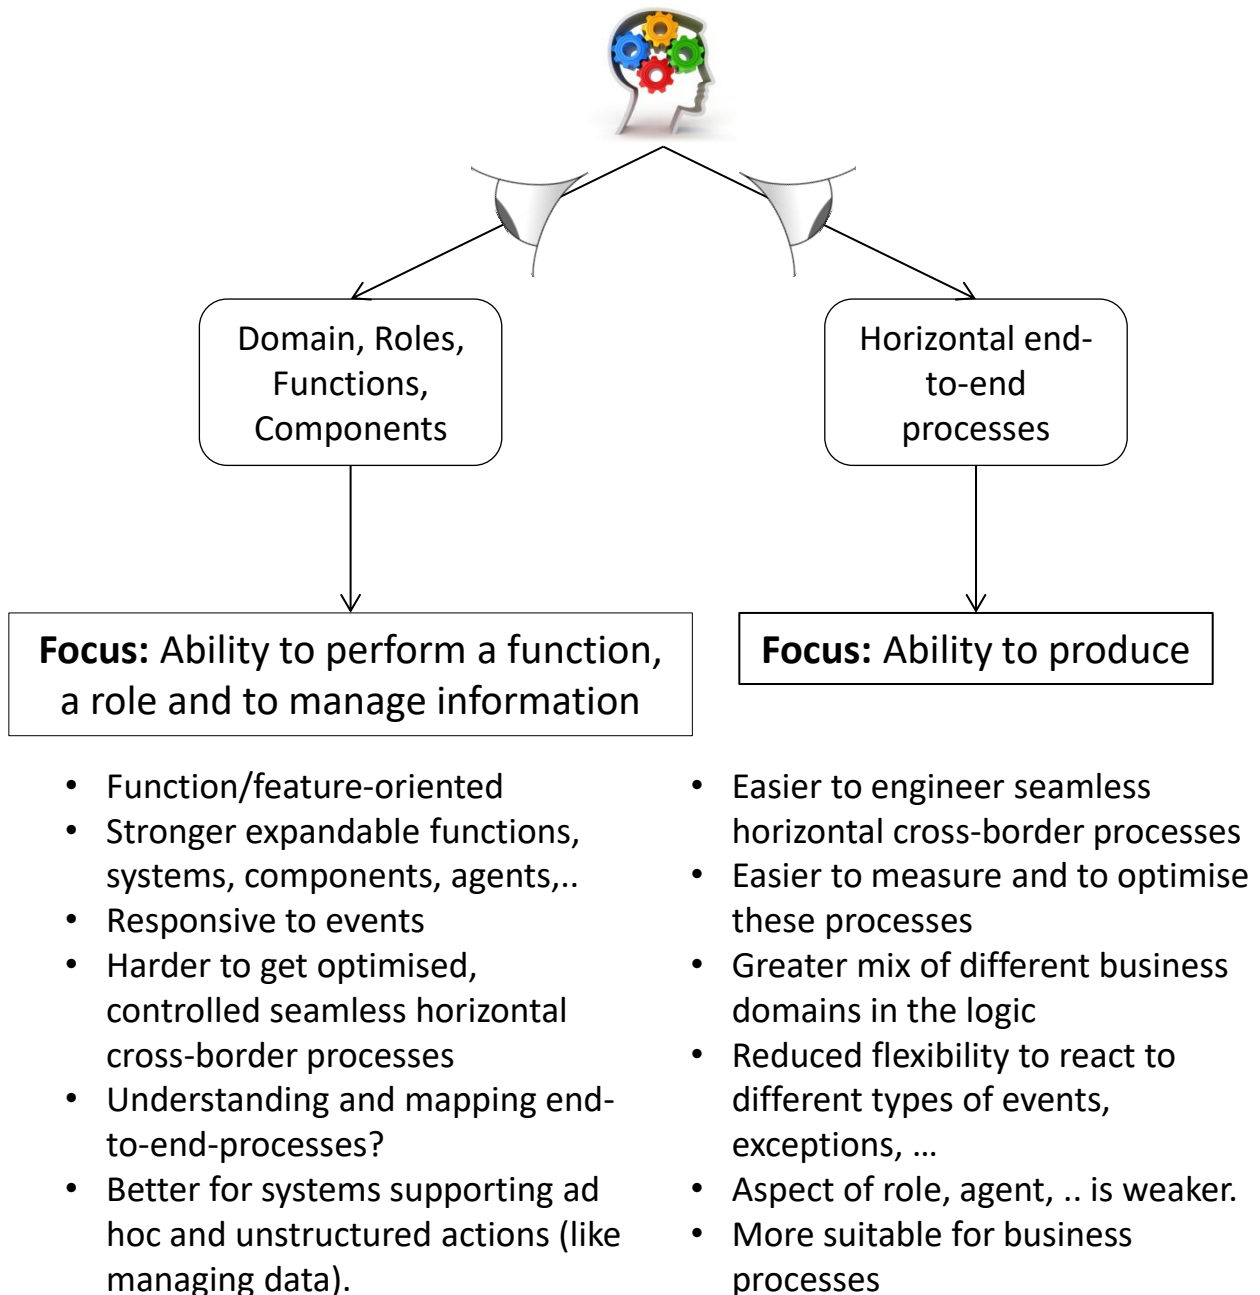 Domain, Roles,
Functions,
Components
Horizontal end-
to-end
processes
Focus: Ability to perform a function,
a role and to manage information
Focus: Ability to produce
• Function/feature-oriented
• Stronger expandable functions,
systems, components, agents,..
• Responsive to events
• Harder to get optimised,
controlled seamless horizontal
cross-border processes
• Understanding and mapping end-
to-end-processes?
• Better for systems supporting ad
hoc and unstructured actions (like
managing data).
• Easier to engineer seamless
horizontal cross-border processes
• Easier to measure and to optimise
these processes
• Greater mix of different business
domains in the logic
• Reduced flexibility to react to
different types of events,
exceptions, ...
• Aspect of role, agent, .. is weaker.
• More suitable for business
processes